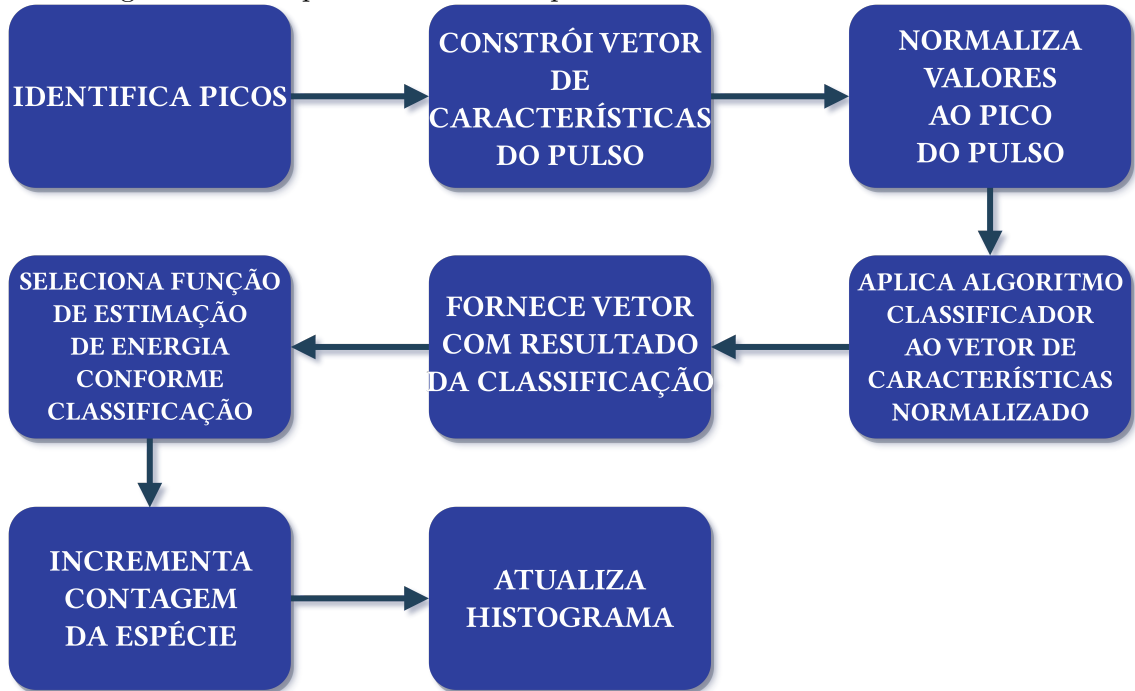 IDENTIFICA PICOS
CONSTRÓI VETOR
DE
CARACTERÍSTICAS
DO PULSO
NORMALIZA
VALORES
AO PICO
DO PULSO
APLICA ALGORITMO
CLASSIFICADOR
AO VETOR DE
CARACTERÍSTICAS
NORMALIZADO
FORNECE VETOR
COM RESULTADO
DA CLASSIFICAÇÃO
SELECIONA FUNÇÃO
DE ESTIMAÇÃO
DE ENERGIA
CONFORME
CLASSIFICAÇÃO
INCREMENTA
CONTAGEM
DA ESPÉCIE
ATUALIZA
HISTOGRAMA